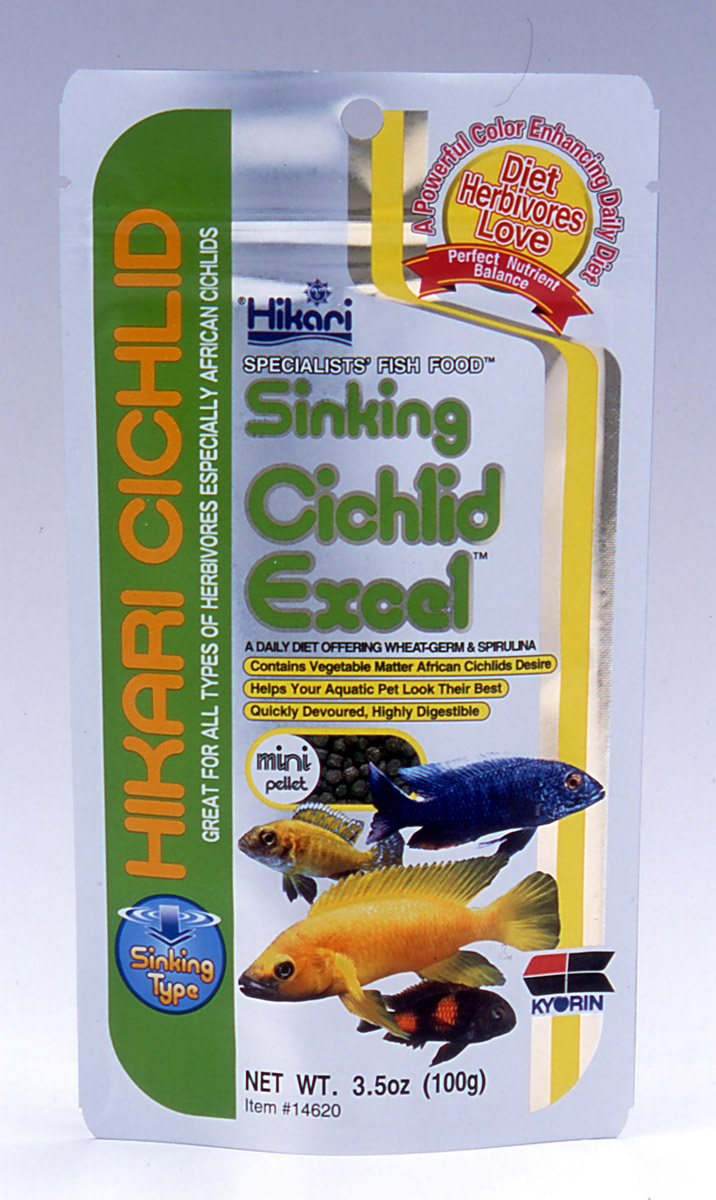 HIKARI CICHLID
GREAT FOR ALL TYPES OF HERBIVORES ESPECIALLY AFRICAN CICHLIDS
A Powerful Color Enhancing Daily Diet
Diet
Herbivores
Love
Perfect Nutrient
Balance
®Hikari
SPECIALISTS' FISH FOOD™
Sinking
Cichlid
Excel™
A DAILY DIET OFFERING WHEAT-GERM & SPIRULINA
Contains Vegetable Matter African Cichlids Desire
Helps Your Aquatic Pet Look Their Best
Quickly Devoured, Highly Digestible
mini
pellet
Sinking
Type
KYORIN
NET WT. 3.5oz (100g)
Item #14620